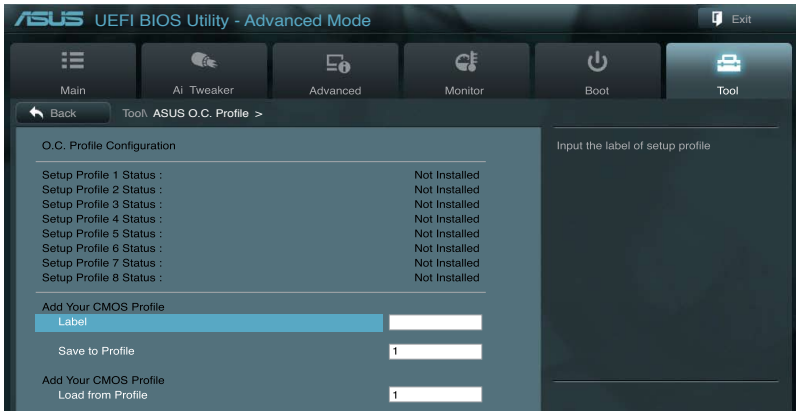 ASUS UEFI BIOS Utility - Advanced Mode
Exit
Main
Ai Tweaker
Advanced
Monitor
Boot
Tool
Back
Tool\ ASUS O.C. Profile >
O.C. Profile Configuration
Input the label of setup profile
Setup Profile 1 Status : Not Installed
Setup Profile 2 Status : Not Installed
Setup Profile 3 Status : Not Installed
Setup Profile 4 Status : Not Installed
Setup Profile 5 Status : Not Installed
Setup Profile 6 Status : Not Installed
Setup Profile 7 Status : Not Installed
Setup Profile 8 Status : Not Installed
Add Your CMOS Profile
Label
Save to Profile 1
Add Your CMOS Profile
Load from Profile 1